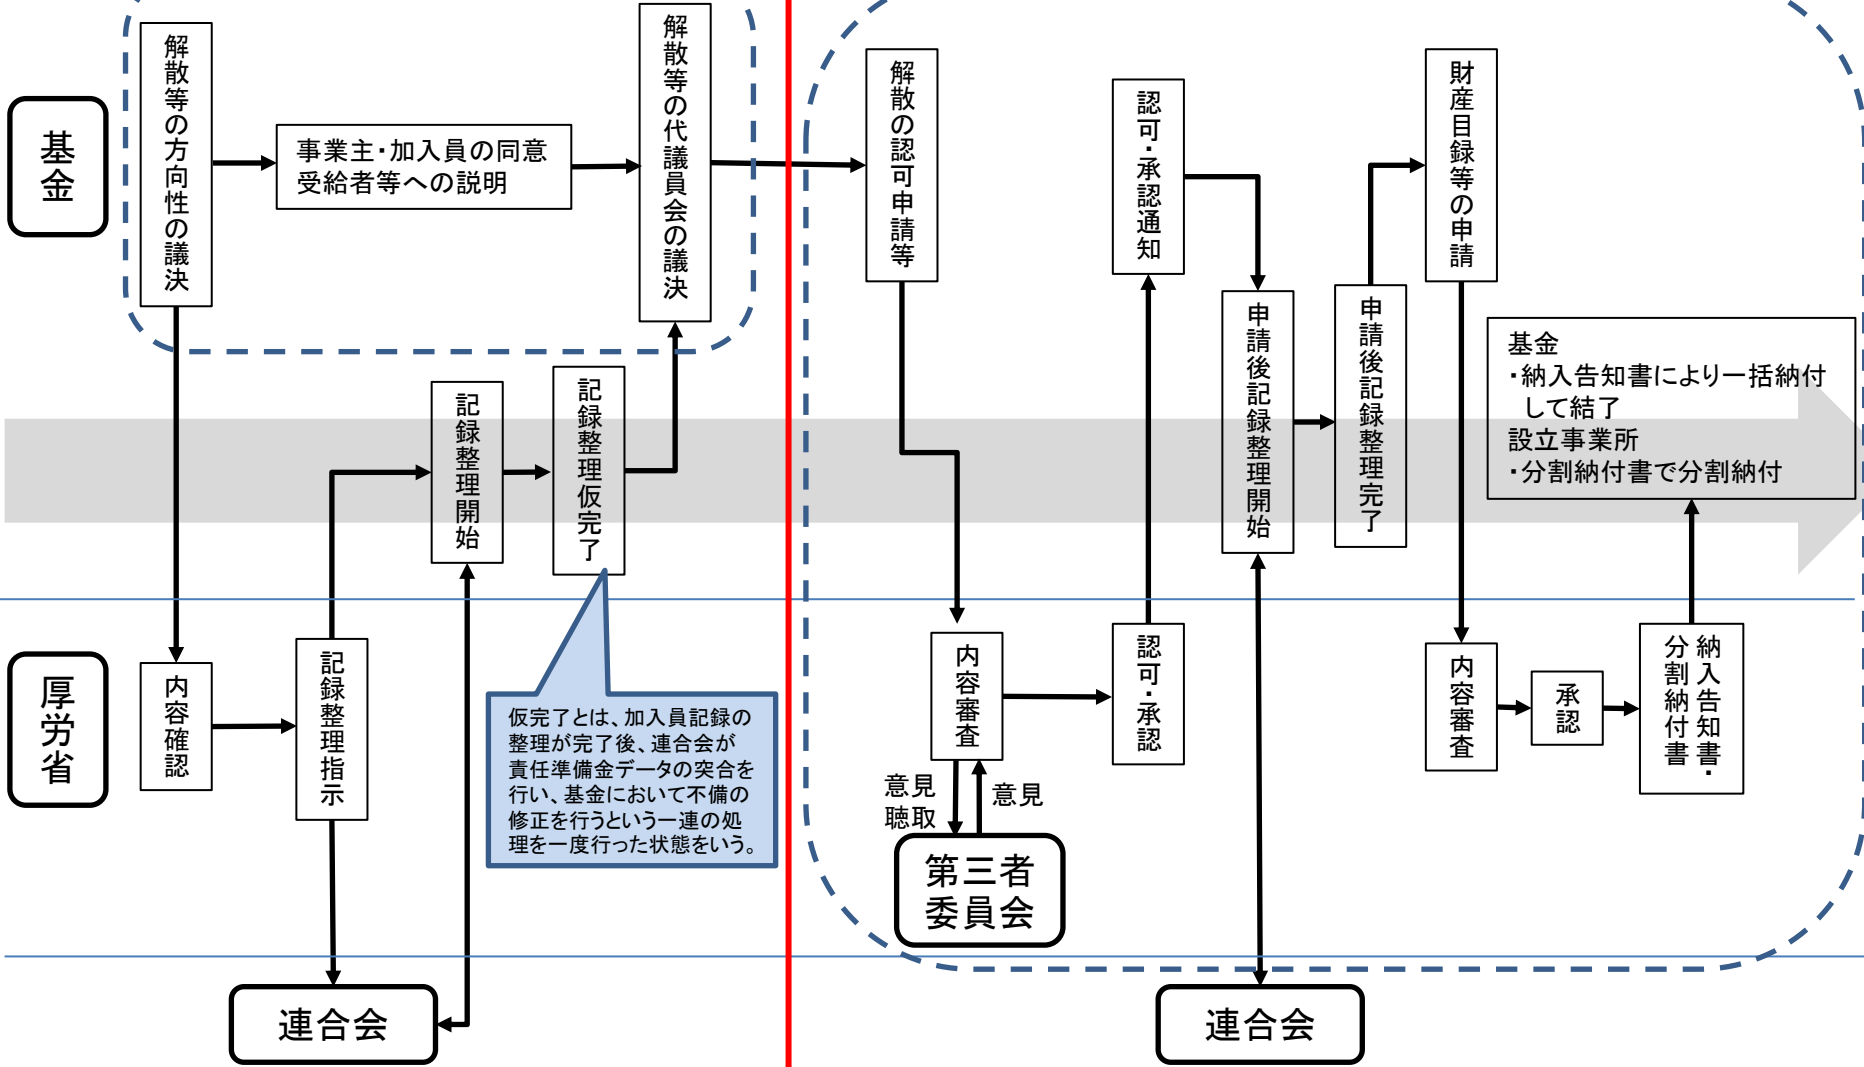 基金
解散等の方向性の議決
事業主・加入員の同意
受給者等への説明
解散等の代議員会の議決
解散の認可申請等
認可・承認通知
財産目録等の申請
記録整理開始
記録整理仮完了
申請後記録整理開始
申請後記録整理完了
基金
・納入告知書により一括納付
して結了
設立事業所
・分割納付書で分割納付
厚労省
内容確認
記録整理指示
仮完了とは、加入員記録の
整理が完了後、連合会が
責任準備金データの突合を
行い、基金において不備の
修正を行うという一連の処
理を一度行った状態をいう。
内容審査
認可・承認
意見
聴取
意見
第三者
委員会
内容審査
承認
納入告知書・
分割納付書
連合会
連合会